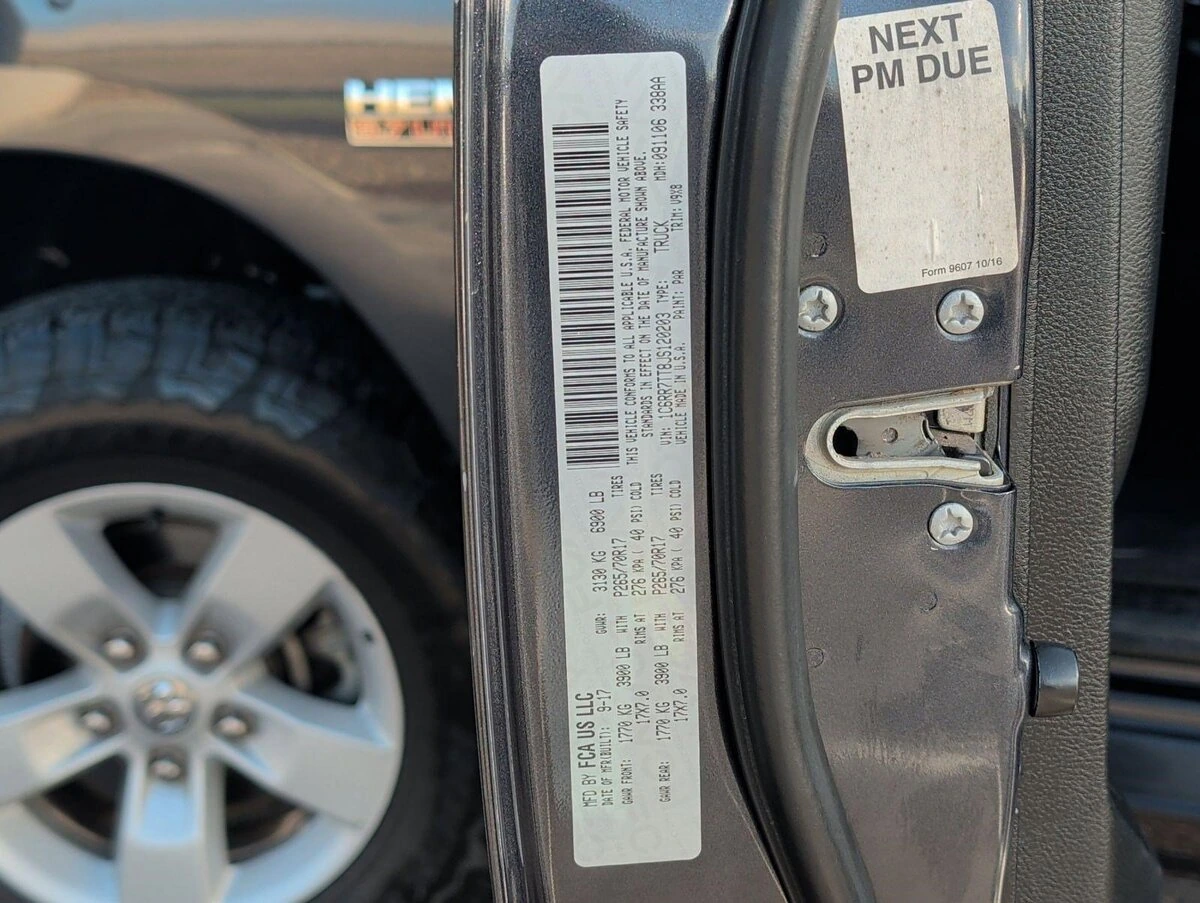 MFD BY FCA US LLC
DATE OF MFR(BUILT): 9-17 GVWR: 3130 KG 6900 LB
GAWR FRONT: 1770 KG 3900 LB WITH P265/70R17 TIRES
17X7.0 RIMS AT 276 KPA ( 40 PSI) COLD
GAWR REAR: 1770 KG 3900 LB WITH P265/70R17 TIRES
17X7.0 RIMS AT 276 KPA ( 40 PSI) COLD
THIS VEHICLE CONFORMS TO ALL APPLICABLE U.S.A. FEDERAL MOTOR VEHICLE SAFETY
STANDARDS IN EFFECT ON THE DATE OF MANUFACTURE SHOWN ABOVE.
VIN: 1C6RR7TT8JS120203 TYPE: TRUCK MDH:091106 338AA
VEHICLE MADE IN U.S.A. PAINT: PAR TRIM: V9X8
NEXT
PM DUE
Form 9607 10/16